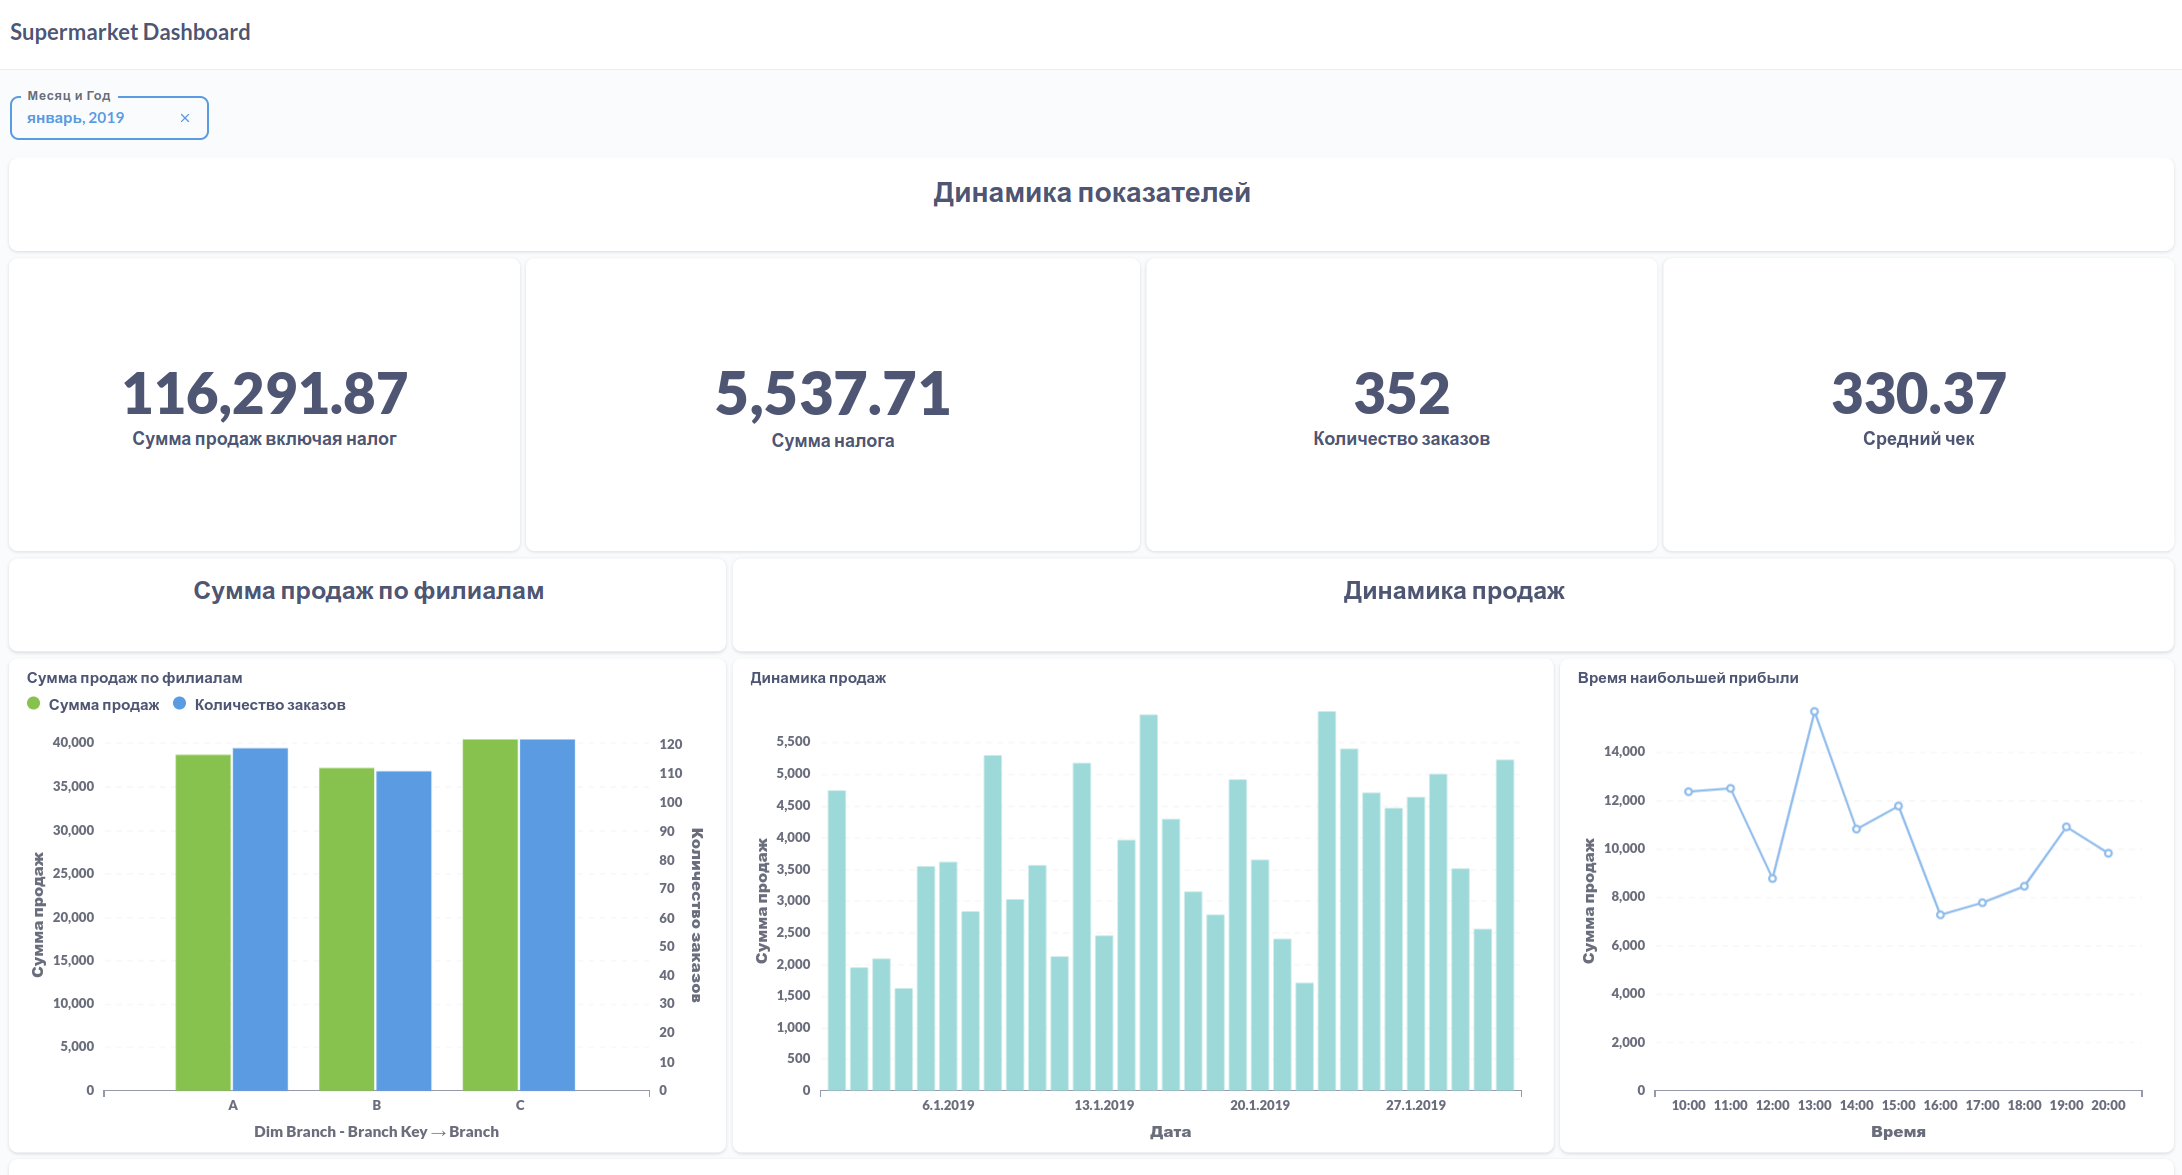 Supermarket Dashboard
Месяц и Год
январь, 2019 ×
Динамика показателей
116,291.87
Сумма продаж включая налог
5,537.71
Сумма налога
352
Количество заказов
330.37
Средний чек
Сумма продаж по филиалам
Динамика продаж
Сумма продаж по филиалам
Сумма продаж Количество заказов
40,000
35,000
30,000
25,000
20,000
15,000
10,000
5,000
0
Сумма продаж
120
110
100
90
80
70
60
50
40
30
20
10
0
Количество заказов
A B C
Dim Branch - Branch Key → Branch
Динамика продаж
5,500
5,000
4,500
4,000
3,500
3,000
2,500
2,000
1,500
1,000
500
0
Сумма продаж
6.1.2019 13.1.2019 20.1.2019 27.1.2019
Дата
Время наибольшей прибыли
14,000
12,000
10,000
8,000
6,000
4,000
2,000
0
Сумма продаж
10:00 11:00 12:00 13:00 14:00 15:00 16:00 17:00 18:00 19:00 20:00
Время